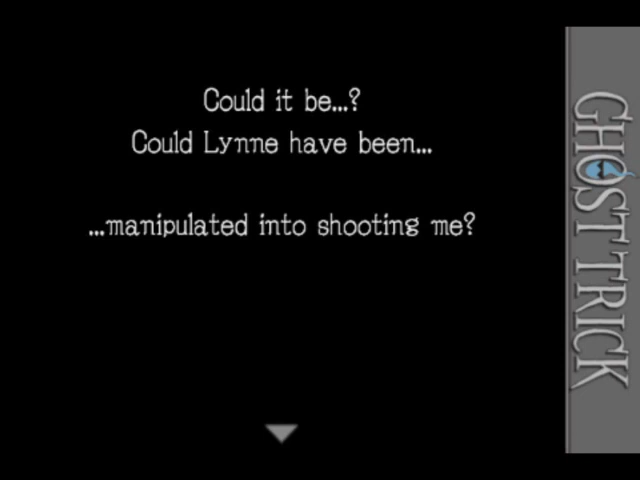 Could it be...?
Could Lynne have been...
...manipulated into shooting me?
GHOST TRICK